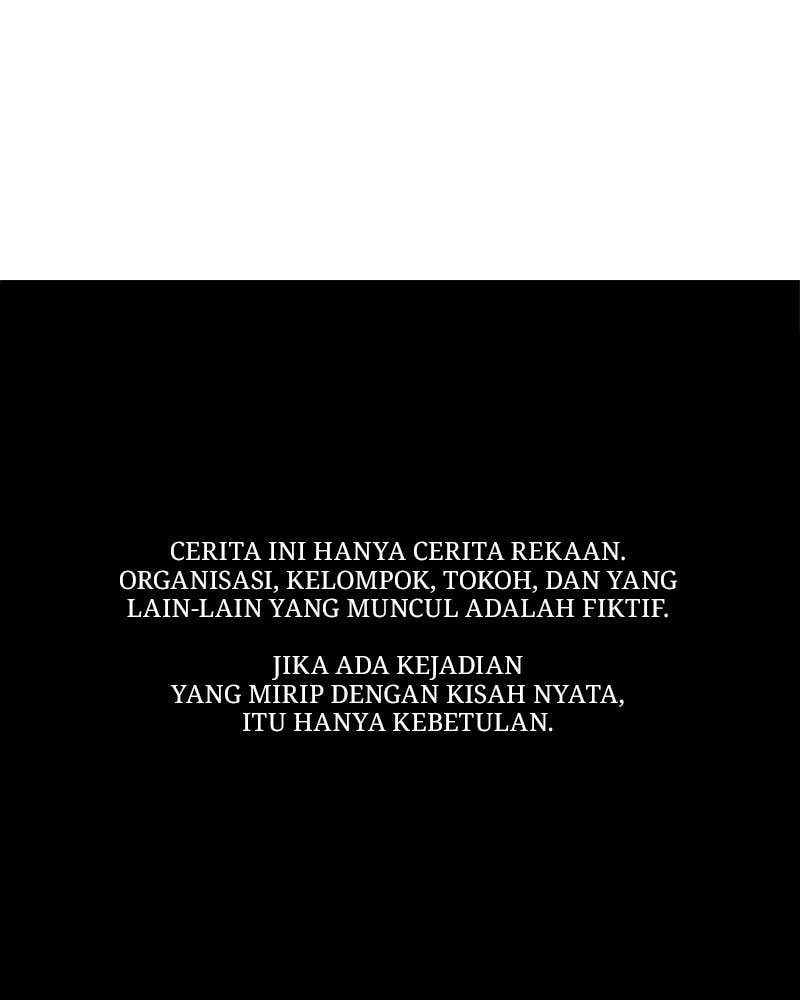 CERITA INI HANYA CERITA REKAAN.
ORGANISASI, KELOMPOK, TOKOH, DAN YANG
LAIN-LAIN YANG MUNCUL ADALAH FIKTIF.
JIKA ADA KEJADIAN
YANG MIRIP DENGAN KISAH NYATA,
ITU HANYA KEBETULAN.